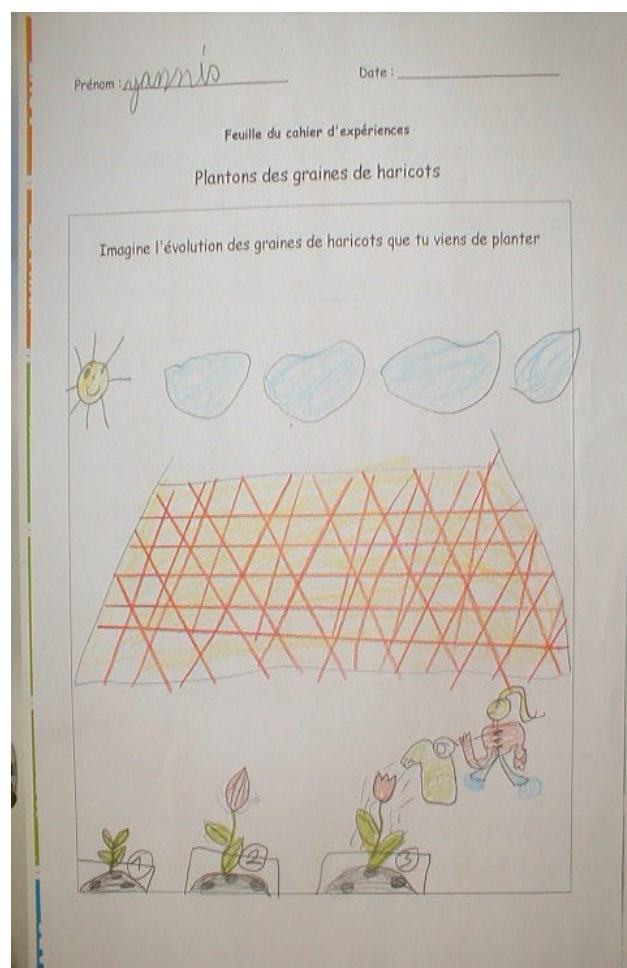 Prénom : yannis Date :
Feuille du cahier d'expériences
Plantons des graines de haricots
Imagine l'évolution des graines de haricots que tu viens de planter
1 2 3